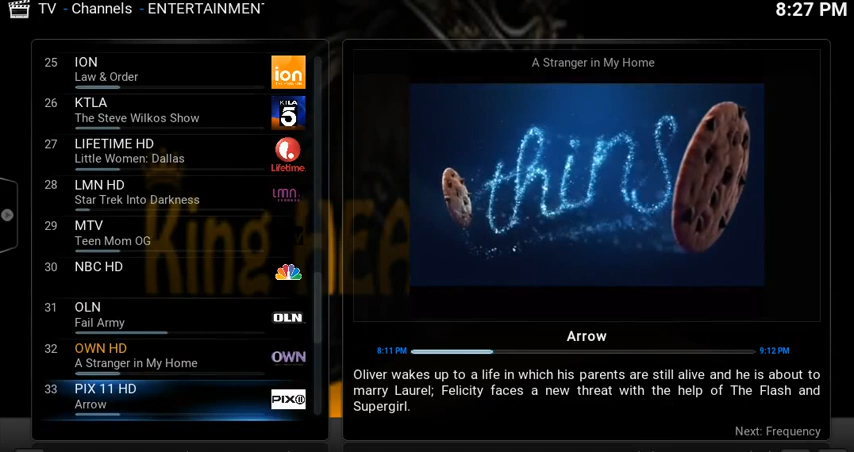 TV - Channels - ENTERTAINMENT
8:27 PM
25 ION
Law & Order
ion
26 KTLA
The Steve Wilkos Show
KTLA
5
27 LIFETIME HD
Little Women: Dallas
Lifetime
28 LMN HD
Star Trek Into Darkness
lmn
29 MTV
Teen Mom OG
30 NBC HD
31 OLN
Fail Army
OLN
32 OWN HD
A Stranger in My Home
OWN
33 PIX 11 HD
Arrow
PIX11
King HEA
A Stranger in My Home
thins
Arrow
8:11 PM
9:12 PM
Oliver wakes up to a life in which his parents are still alive and he is about to
marry Laurel; Felicity faces a new threat with the help of The Flash and
Supergirl.
Next: Frequency